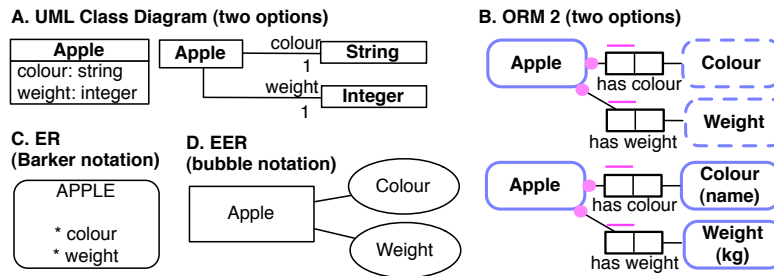 A. UML Class Diagram (two options)
Apple
colour: string
weight: integer
Apple
colour
1
String
weight
1
Integer
B. ORM 2 (two options)
Apple
has colour
Colour
has weight
Weight
Apple
has colour
Colour
(name)
has weight
Weight
(kg)
C. ER
(Barker notation)
APPLE
* colour
* weight
D. EER
(bubble notation)
Apple
Colour
Weight